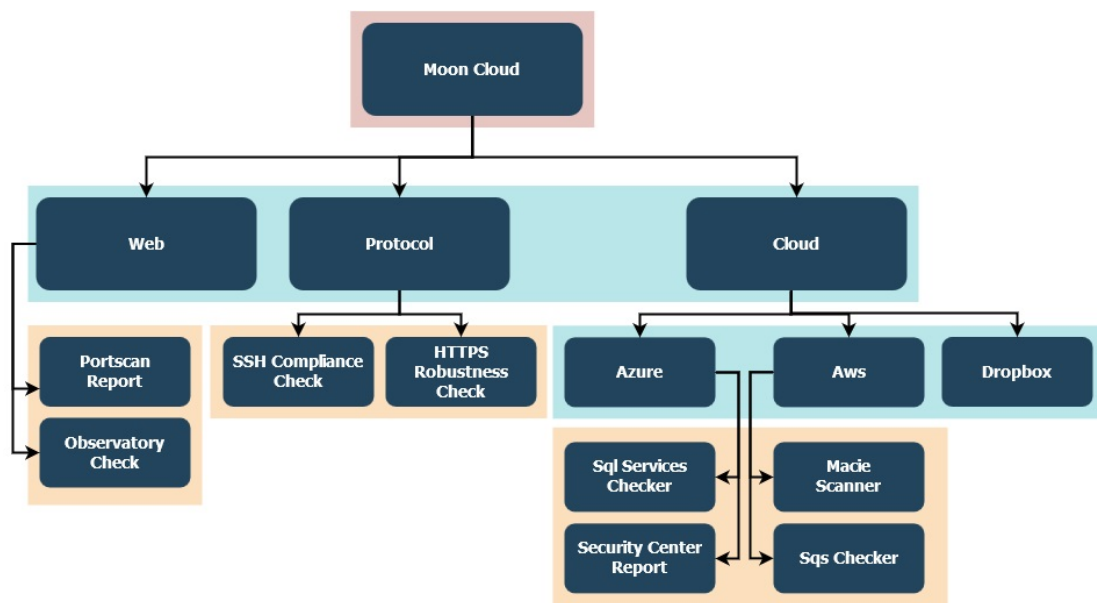 Moon Cloud
Web
Protocol
Cloud
Portscan
Report
Observatory
Check
SSH Compliance
Check
HTTPS
Robustness
Check
Azure
Aws
Dropbox
Sql Services
Checker
Macie
Scanner
Security Center
Report
Sqs Checker